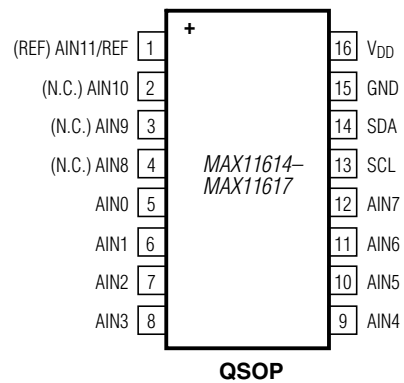 +
(REF) AIN11/REF 1 16 VDD
(N.C.) AIN10 2 15 GND
(N.C.) AIN9 3 14 SDA
(N.C.) AIN8 4 MAX11614– 13 SCL
MAX11617
AIN0 5 12 AIN7
AIN1 6 11 AIN6
AIN2 7 10 AIN5
AIN3 8 9 AIN4
QSOP